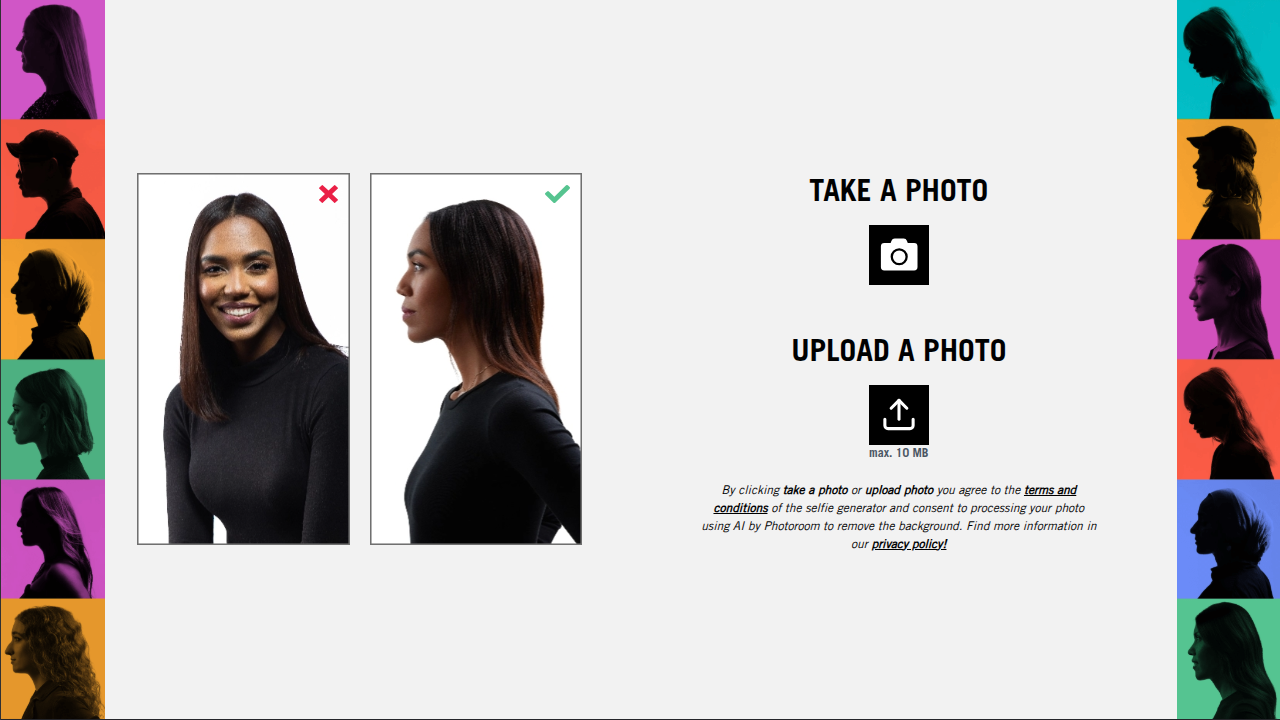 TAKE A PHOTO
UPLOAD A PHOTO
max. 10 MB
By clicking take a photo or upload photo you agree to the terms and
conditions of the selfie generator and consent to processing your photo
using AI by Photoroom to remove the background. Find more information in
our privacy policy!